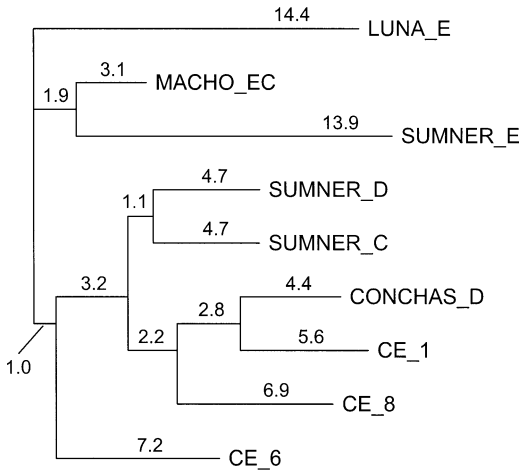 14.4
LUNA_E
3.1
MACHO_EC
1.9
13.9
SUMNER_E
4.7
SUMNER_D
1.1
4.7
SUMNER_C
3.2
4.4
CONCHAS_D
2.8
2.2
5.6
CE_1
1.0
6.9
CE_8
7.2
CE_6